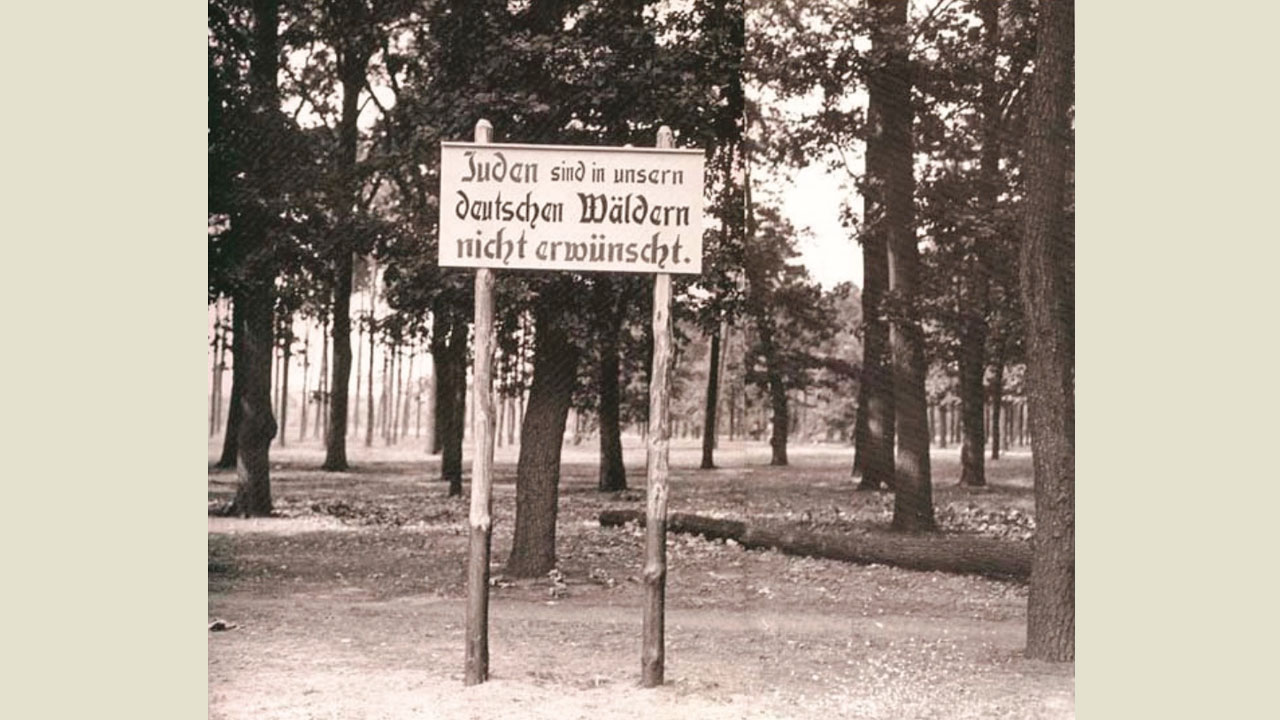 Juden sind in unsern
deutschen Wäldern
nicht erwünscht.